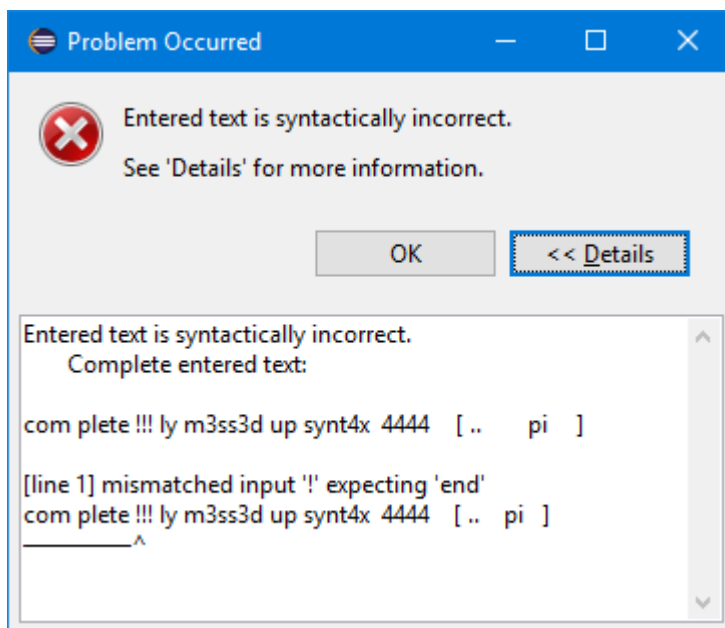 Problem Occurred
Entered text is syntactically incorrect.
See 'Details' for more information.
OK
<< Details
Entered text is syntactically incorrect.
Complete entered text:
com plete !!! ly m3ss3d up synt4x  4444    [ ..      pi    ]
[line 1] mismatched input '!' expecting 'end'
com plete !!! ly m3ss3d up synt4x  4444    [ ..   pi   ]
―――――――^